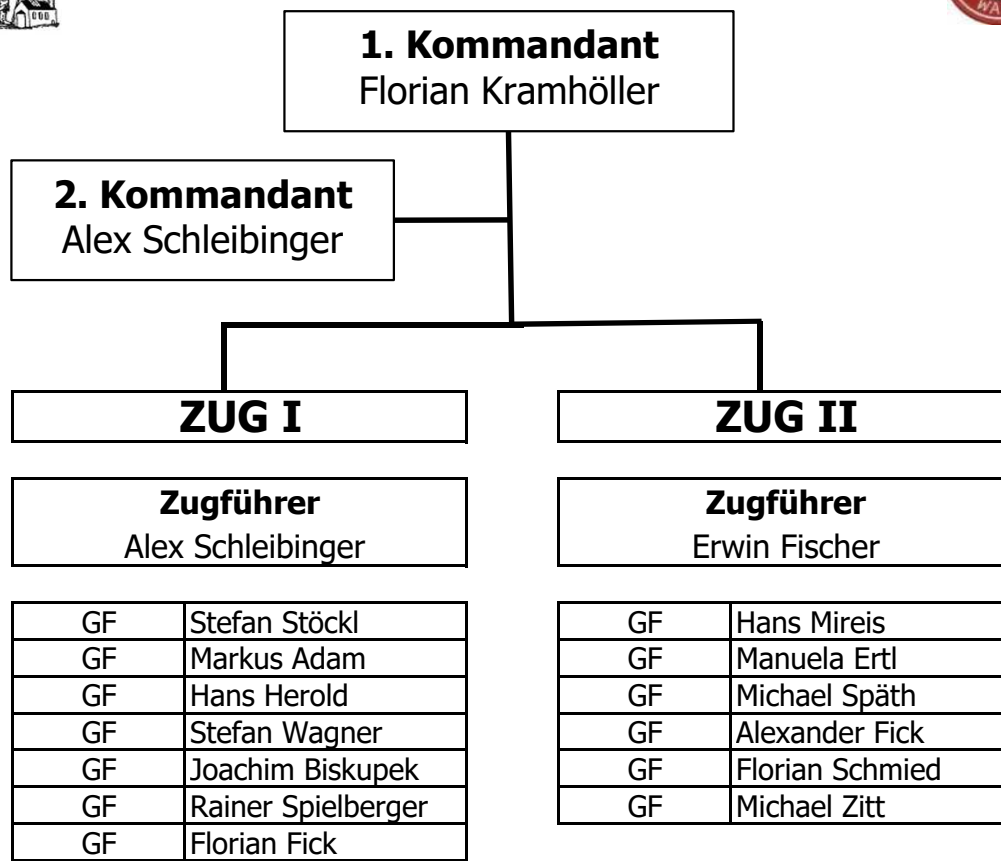 1. Kommandant
Florian Kramhöller
2. Kommandant
Alex Schleibinger
ZUG I
Zugführer
Alex Schleibinger
GF Stefan Stöckl
GF Markus Adam
GF Hans Herold
GF Stefan Wagner
GF Joachim Biskupek
GF Rainer Spielberger
GF Florian Fick
ZUG II
Zugführer
Erwin Fischer
GF Hans Mireis
GF Manuela Ertl
GF Michael Späth
GF Alexander Fick
GF Florian Schmied
GF Michael Zitt